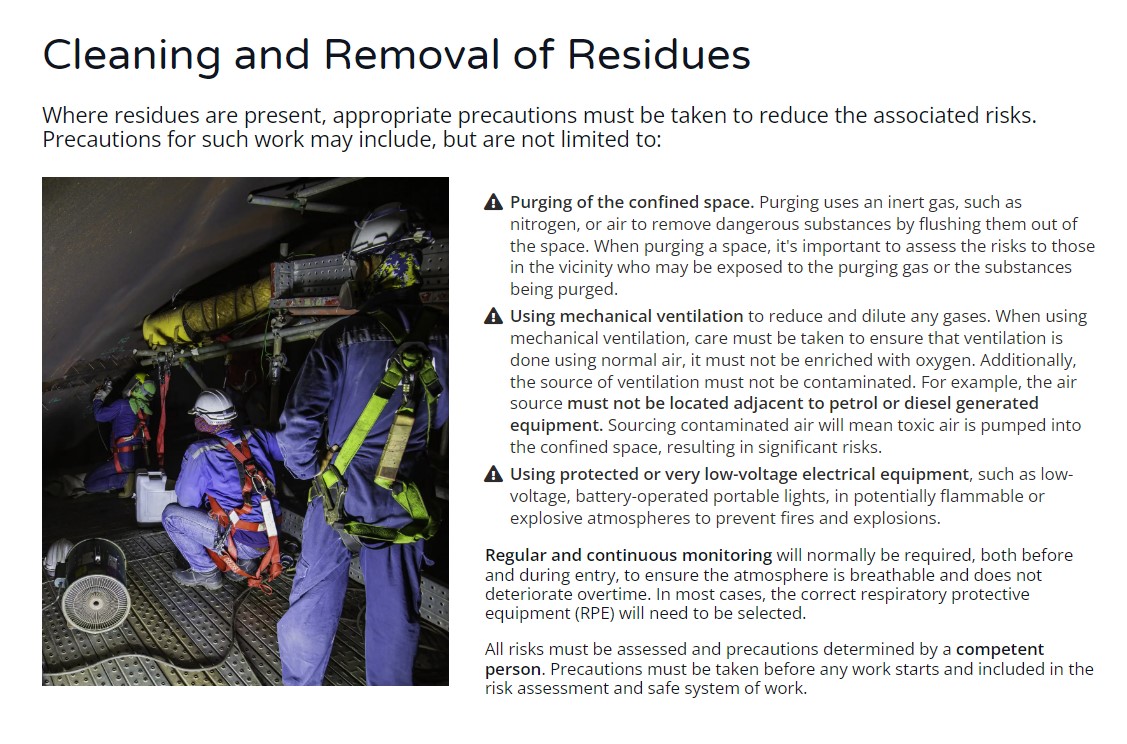 Cleaning and Removal of Residues
Where residues are present, appropriate precautions must be taken to reduce the associated risks.
Precautions for such work may include, but are not limited to:
Purging of the confined space. Purging uses an inert gas, such as
nitrogen, or air to remove dangerous substances by flushing them out of
the space. When purging a space, it's important to assess the risks to those
in the vicinity who may be exposed to the purging gas or the substances
being purged.
Using mechanical ventilation to reduce and dilute any gases. When using
mechanical ventilation, care must be taken to ensure that ventilation is
done using normal air, it must not be enriched with oxygen. Additionally,
the source of ventilation must not be contaminated. For example, the air
source must not be located adjacent to petrol or diesel generated
equipment. Sourcing contaminated air will mean toxic air is pumped into
the confined space, resulting in significant risks.
Using protected or very low-voltage electrical equipment, such as low-
voltage, battery-operated portable lights, in potentially flammable or
explosive atmospheres to prevent fires and explosions.
Regular and continuous monitoring will normally be required, both before
and during entry, to ensure the atmosphere is breathable and does not
deteriorate overtime. In most cases, the correct respiratory protective
equipment (RPE) will need to be selected.
All risks must be assessed and precautions determined by a competent
person. Precautions must be taken before any work starts and included in the
risk assessment and safe system of work.